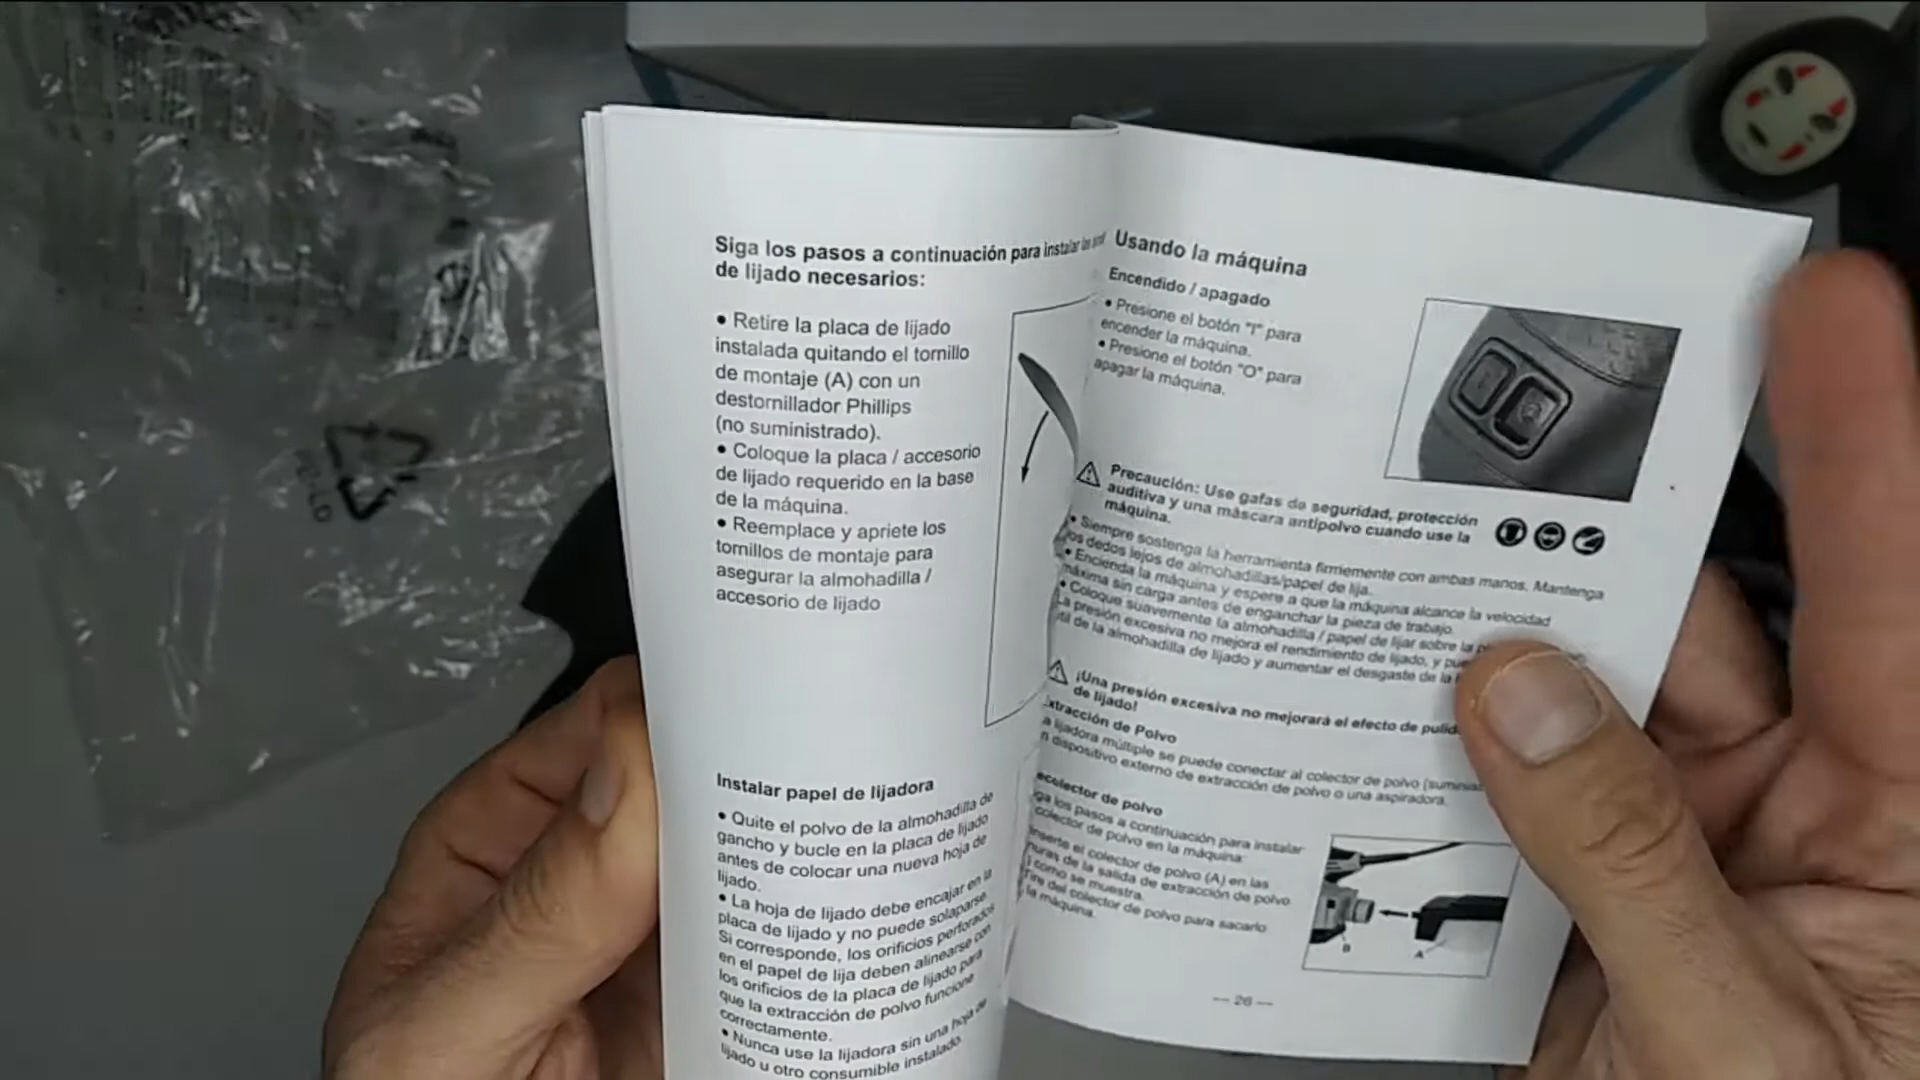 Siga los pasos a continuación para instalar
de lijado necesarios:
• Retire la placa de lijado
instalada quitando el tornillo
de montaje (A) con un
destornillador Phillips
(no suministrado).
• Coloque la placa / accesorio
de lijado requerido en la base
de la máquina.
• Reemplace y apriete los
tornillos de montaje para
asegurar la almohadilla /
accesorio de lijado
Instalar papel de lijadora
• Quite el polvo de la almohadilla de
gancho y bucle en la placa de lijado
antes de colocar una nueva hoja de
lijado.
• La hoja de lijado debe encajar en la
placa de lijado y no puede solaparse.
Si corresponde, los orificios perforados
en el papel de lija deben alinearse con
los orificios de la placa de lijado para
que la extracción de polvo funcione
correctamente.
• Nunca use la lijadora sin una hoja de
lijado u otro consumible instalado.
Usando la máquina
Encendido / apagado
• Presione el botón "I" para
encender la máquina.
• Presione el botón "O" para
apagar la máquina.
Precaución: Use gafas de seguridad, protección
auditiva y una máscara antipolvo cuando use la
máquina.
• Siempre sostenga la herramienta firmemente con ambas manos. Mantenga
los dedos lejos de almohadillas/papel de lija.
• Encienda la máquina y espere a que la máquina alcance la velocidad
máxima sin carga antes de enganchar la pieza de trabajo.
• Coloque suavemente la almohadilla / papel de lijar sobre la
La presión excesiva no mejora el rendimiento de lijado, y
útil de la almohadilla de lijado y aumentar el desgaste de la
¡Una presión excesiva no mejorará el efecto de
de lijado!
xtracción de Polvo
a lijadora múltiple se puede conectar al colector de polvo
n dispositivo externo de extracción de polvo o una aspiradora.
ecolector de polvo
ga los pasos a continuación para instalar
colector de polvo en la máquina:
Inserte el colector de polvo (A) en las
uras de la salida de extracción de polvo
) como se muestra.
Tire del colector de polvo para sacarlo
la máquina.
B
A
— 26 —